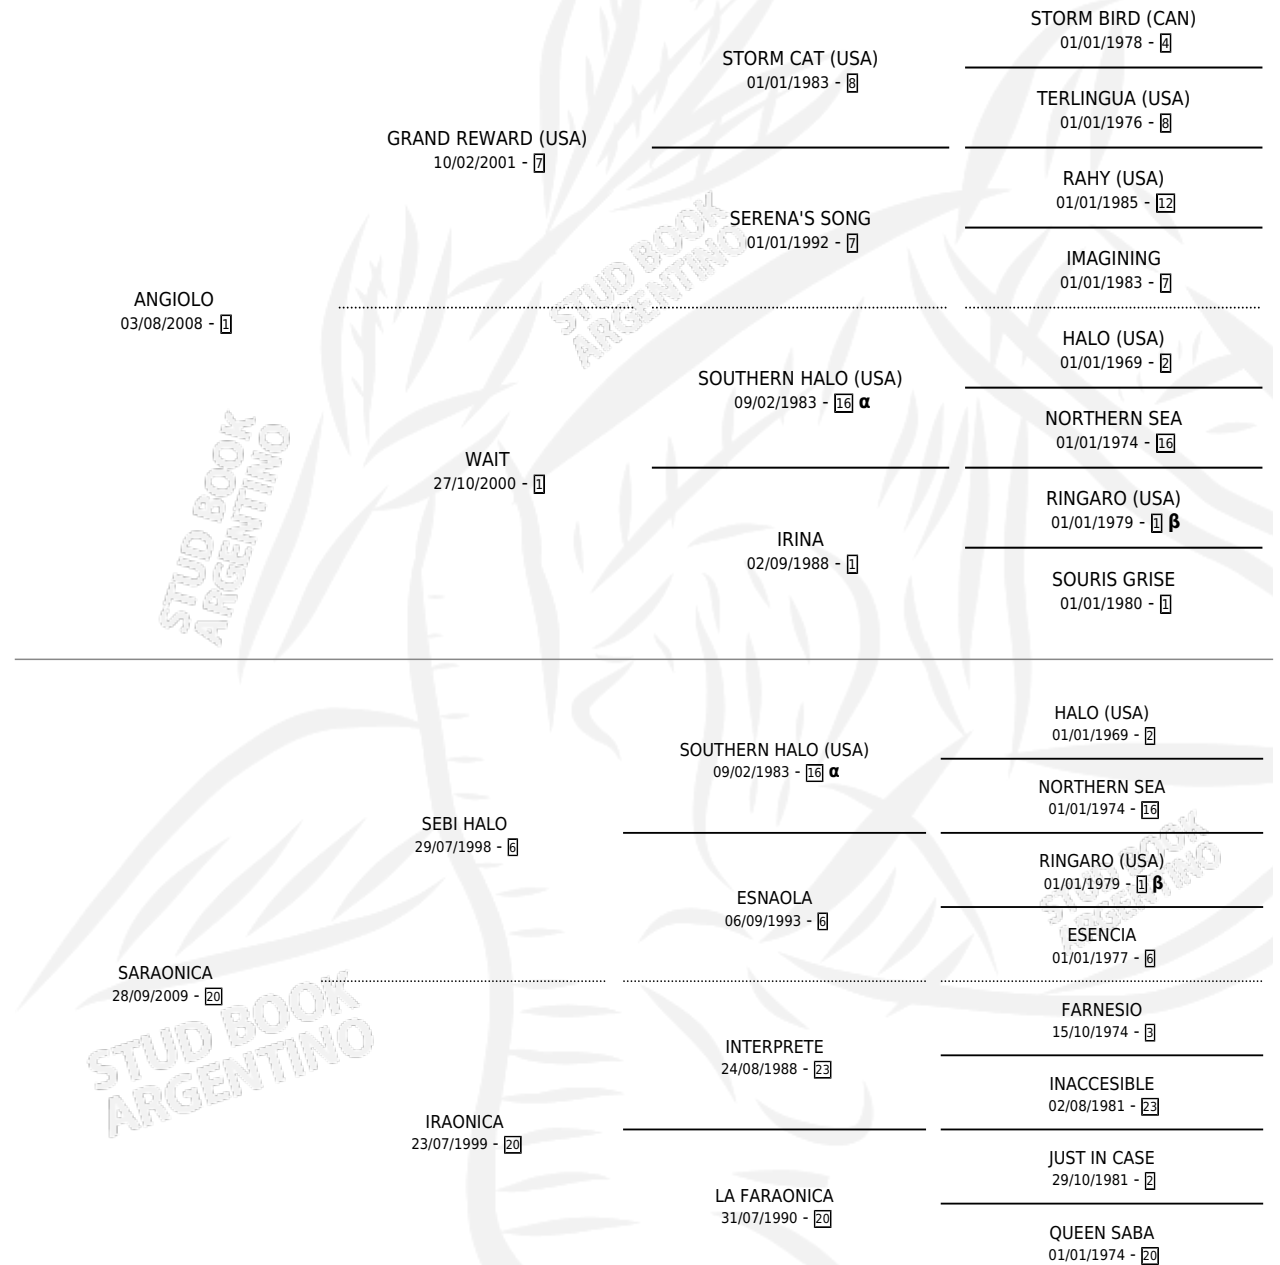 STORM BIRD (CAN)
01/01/1978 - 4
STORM CAT (USA)
01/01/1983 - 8
TERLINGUA (USA)
01/01/1976 - 8
GRAND REWARD (USA)
10/02/2001 - 7
RAHY (USA)
01/01/1985 - 12
SERENA'S SONG
01/01/1992 - 7
IMAGINING
01/01/1983 - 7
STUD BOOK
ARGENTINO
ANGIOLO
03/08/2008 - 1
HALO (USA)
01/01/1969 - 2
SOUTHERN HALO (USA)
09/02/1983 - 16 α
NORTHERN SEA
01/01/1974 - 16
WAIT
27/10/2000 - 1
RINGARO (USA)
01/01/1979 - 1 β
IRINA
02/09/1988 - 1
SOURIS GRISE
01/01/1980 - 1
STUD BOOK
ARGENTINO
HALO (USA)
01/01/1969 - 2
SOUTHERN HALO (USA)
09/02/1983 - 16 α
NORTHERN SEA
01/01/1974 - 16
SEBI HALO
29/07/1998 - 6
RINGARO (USA)
01/01/1979 - 1 β
ESNAOLA
06/09/1993 - 6
ESENCIA
01/01/1977 - 6
STUD BOOK
ARGENTINO
SARAONICA
28/09/2009 - 20
FARNESIO
15/10/1974 - 3
INTERPRETE
24/08/1988 - 23
INACCESIBLE
02/08/1981 - 23
IRAONICA
23/07/1999 - 20
JUST IN CASE
29/10/1981 - 2
LA FARAONICA
31/07/1990 - 20
QUEEN SABA
01/01/1974 - 20
STUD BOOK
ARGENTINO